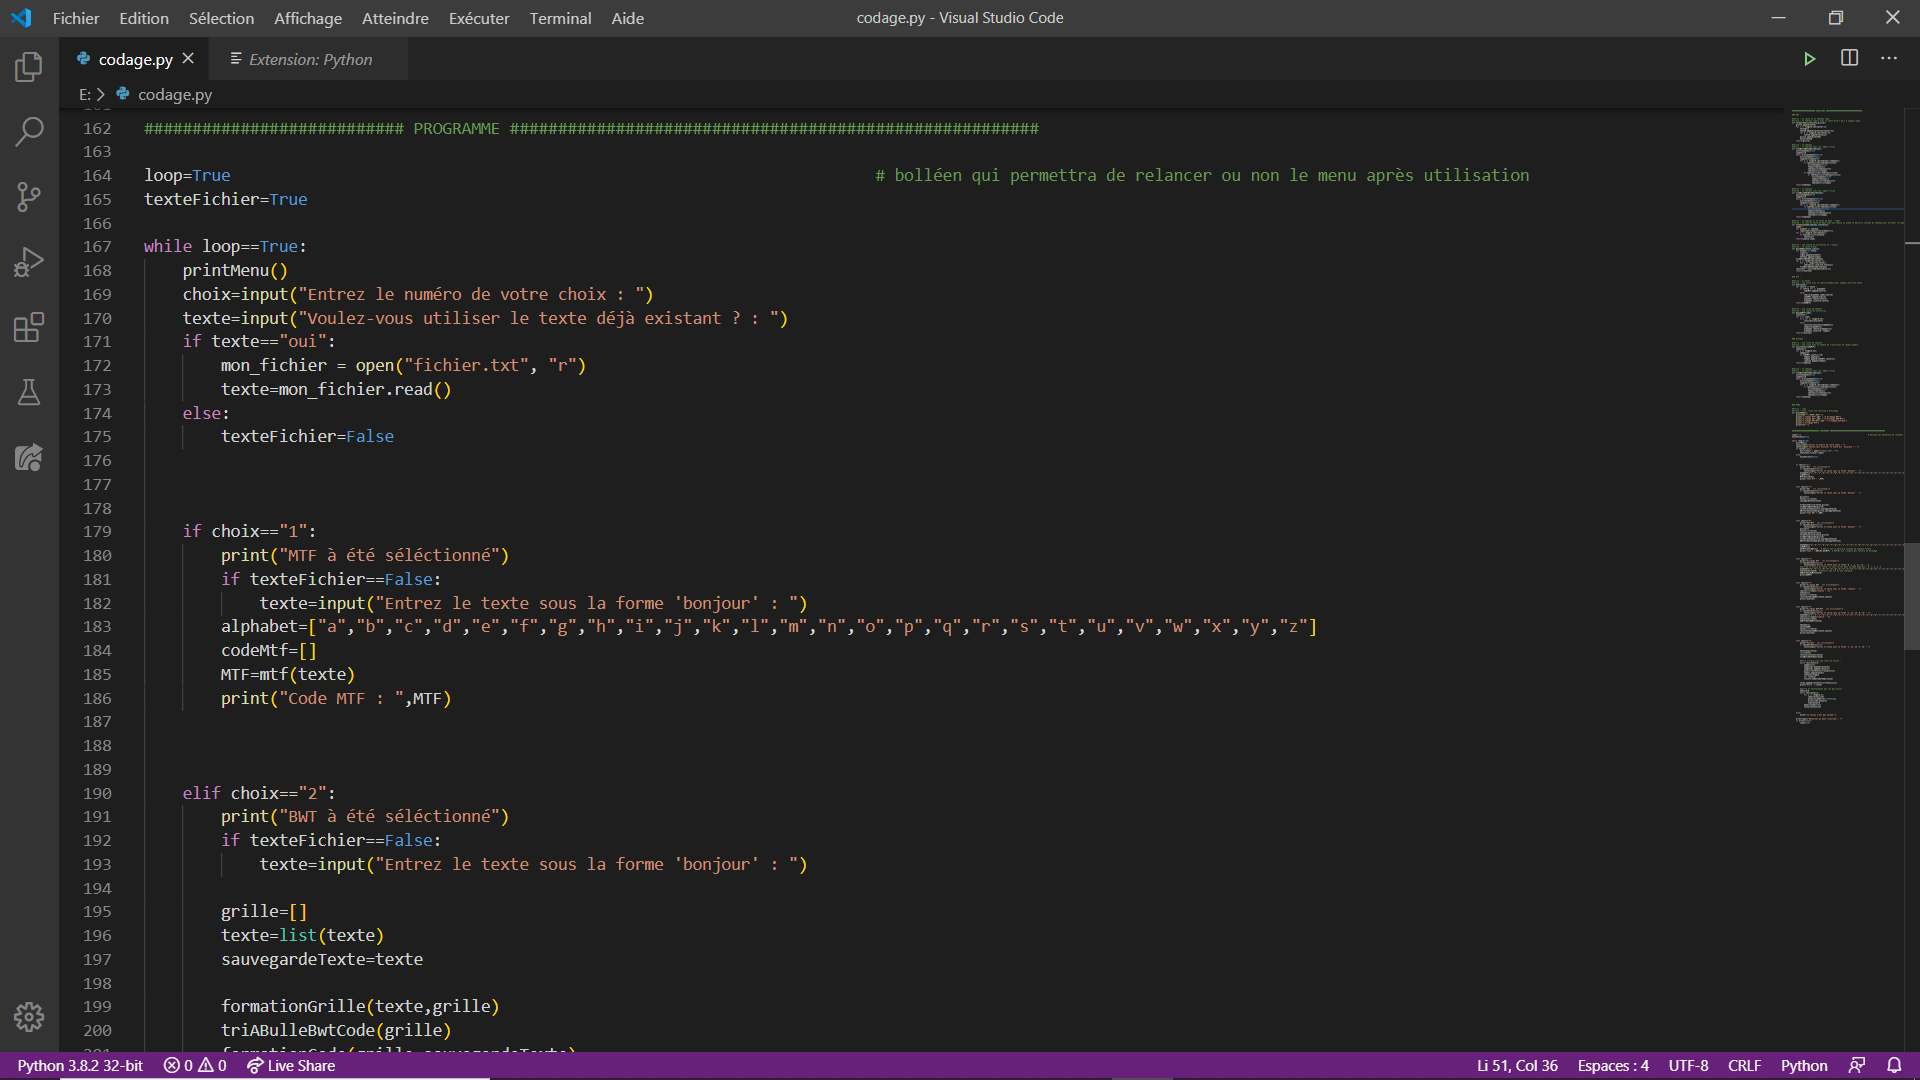 Fichier Edition Sélection Affichage Atteindre Exécuter Terminal Aide codage.py - Visual Studio Code
codage.py Extension: Python
E: > codage.py
162 ########################### PROGRAMME #######################################################
163
164 loop=True # bolléen qui permettra de relancer ou non le menu après utilisation
165 texteFichier=True
166
167 while loop==True:
168 printMenu()
169 choix=input("Entrez le numéro de votre choix : ")
170 texte=input("Voulez-vous utiliser le texte déjà existant ? : ")
171 if texte=="oui":
172 mon_fichier = open("fichier.txt", "r")
173 texte=mon_fichier.read()
174 else:
175 texteFichier=False
176
177
178
179 if choix=="1":
180 print("MTF à été séléctionné")
181 if texteFichier==False:
182 texte=input("Entrez le texte sous la forme 'bonjour' : ")
183 alphabet=["a","b","c","d","e","f","g","h","i","j","k","l","m","n","o","p","q","r","s","t","u","v","w","x","y","z"]
184 codeMtf=[]
185 MTF=mtf(texte)
186 print("Code MTF : ",MTF)
187
188
189
190 elif choix=="2":
191 print("BWT à été séléctionné")
192 if texteFichier==False:
193 texte=input("Entrez le texte sous la forme 'bonjour' : ")
194
195 grille=[]
196 texte=list(texte)
197 sauvegardeTexte=texte
198
199 formationGrille(texte,grille)
200 triABulleBwtCode(grille)
Python 3.8.2 32-bit 0 0 Live Share Li 51, Col 36 Espaces : 4 UTF-8 CRLF Python